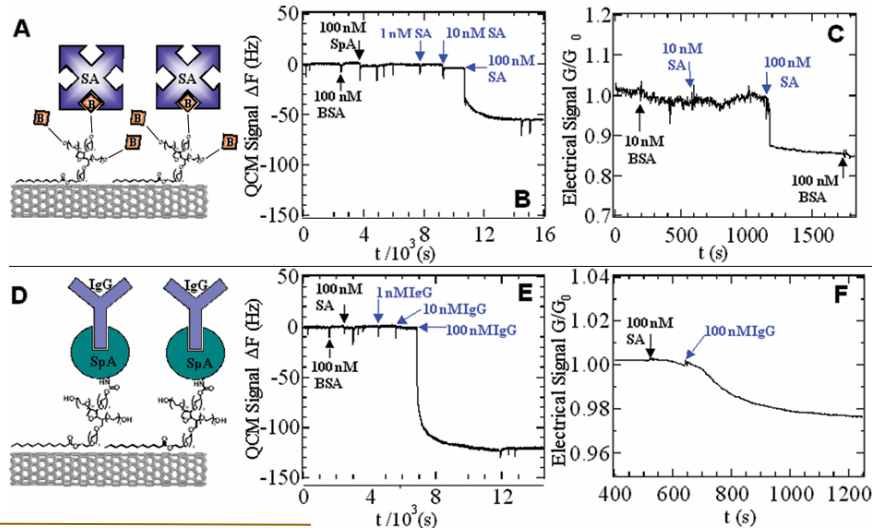 A
SA
SA
B
B
B
B
B
B
QCM Signal ΔF (Hz)
50
0
-50
-100
-150
100 nM
SpA
1 nM SA
10 nM SA
100 nM
SA
100 nM
BSA
B
0
4
8
12
16
t /10³(s)
Electrical Signal G/G₀
1.2
1.1
1.0
0.9
0.8
0.7
C
10 nM
SA
100 nM
SA
10 nM
BSA
100 nM
BSA
0
500
1000
1500
t (s)
D
IgG
IgG
SpA
SpA
HN
HN
HO
OH
HO
OH
QCM Signal ΔF (Hz)
50
0
-50
-100
-150
100 nM
SA
1 nM IgG
10 nM IgG
100 nM IgG
100 nM
BSA
E
0
4
8
12
t /10³(s)
Electrical Signal G/G₀
1.04
1.02
1.00
0.98
0.96
F
100 nM
SA
100 nM IgG
400
600
800
1000
1200
t (s)